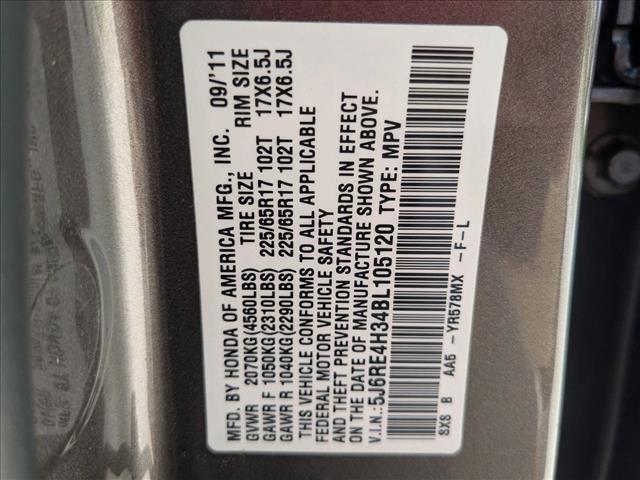 MFD. BY HONDA OF AMERICA MFG., INC. 09/'11
GVWR 2070KG(4560LBS) TIRE SIZE RIM SIZE
GAWR F 1050KG(2310LBS) 225/65R17 102T 17X6.5J
GAWR R 1040KG(2290LBS) 225/65R17 102T 17X6.5J
THIS VEHICLE CONFORMS TO ALL APPLICABLE
FEDERAL MOTOR VEHICLE SAFETY
AND THEFT PREVENTION STANDARDS IN EFFECT
ON THE DATE OF MANUFACTURE SHOWN ABOVE.
V.I.N.:5J6RE4H34BL105120 TYPE: MPV
SXS B AA5 -YR578MX -F-L